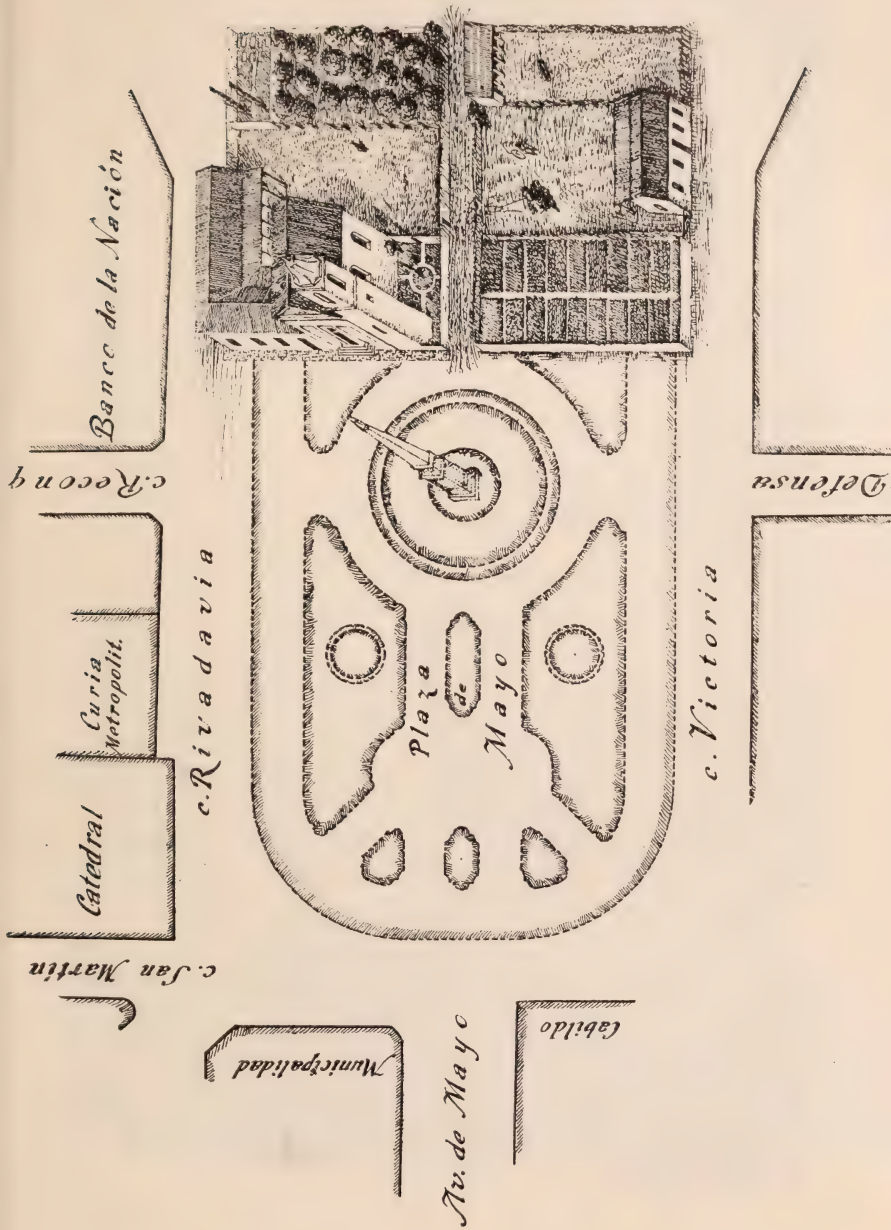 Banco de la Nación
c. Reconq
Curia
Metropolit.
Catedral
c. Rivadavia
c. San Martin
Municipalidad
Av. de Mayo
Cabildo
Plaza
de
Mayo
c. Victoria
Defensa